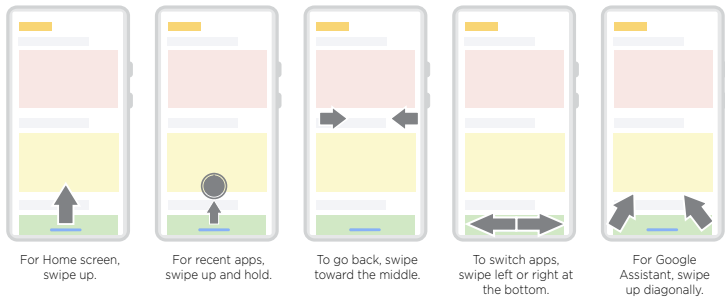 For Home screen,
swipe up.
For recent apps,
swipe up and hold.
To go back, swipe
toward the middle.
To switch apps,
swipe left or right at
the bottom.
For Google
Assistant, swipe
up diagonally.